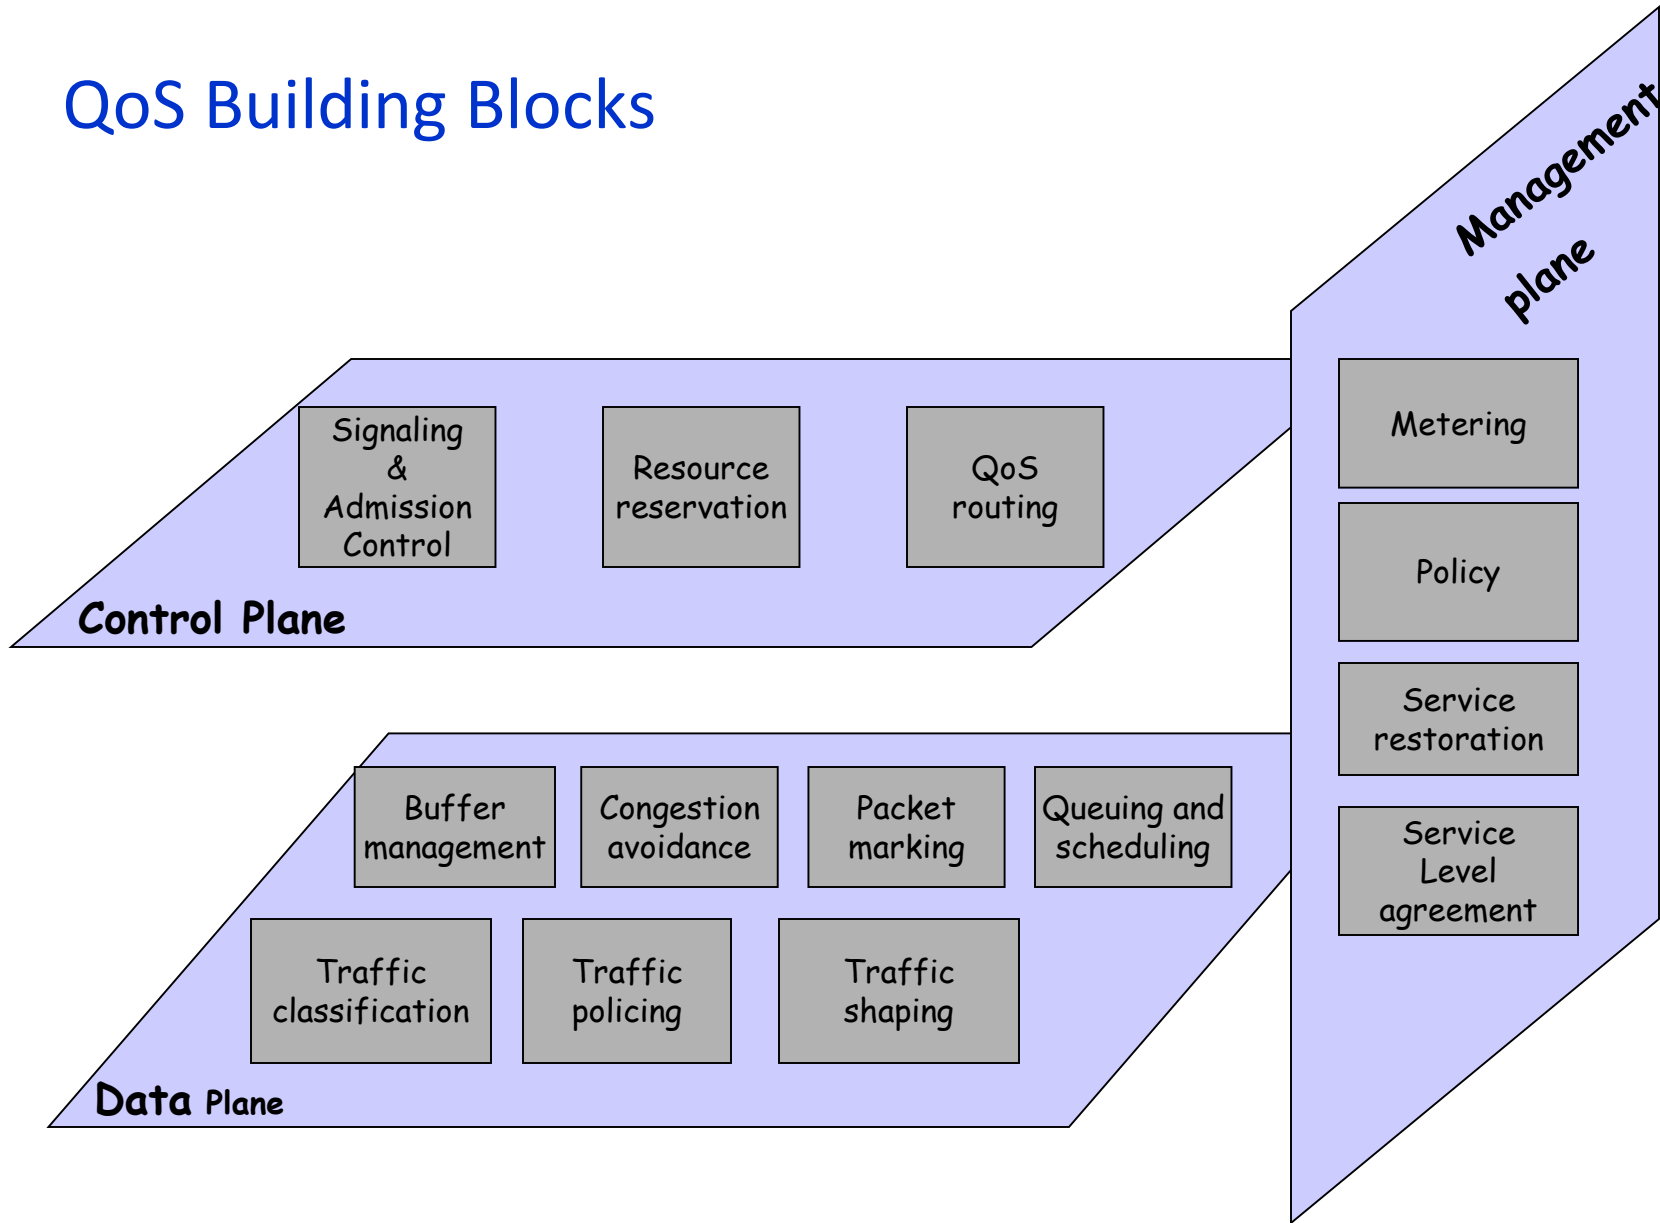 QoS Building Blocks
Management
plane
Signaling
&
Admission
Control
Resource
reservation
QoS
routing
Control Plane
Metering
Policy
Service
restoration
Service
Level
agreement
Buffer
management
Congestion
avoidance
Packet
marking
Queuing and
scheduling
Traffic
classification
Traffic
policing
Traffic
shaping
Data Plane